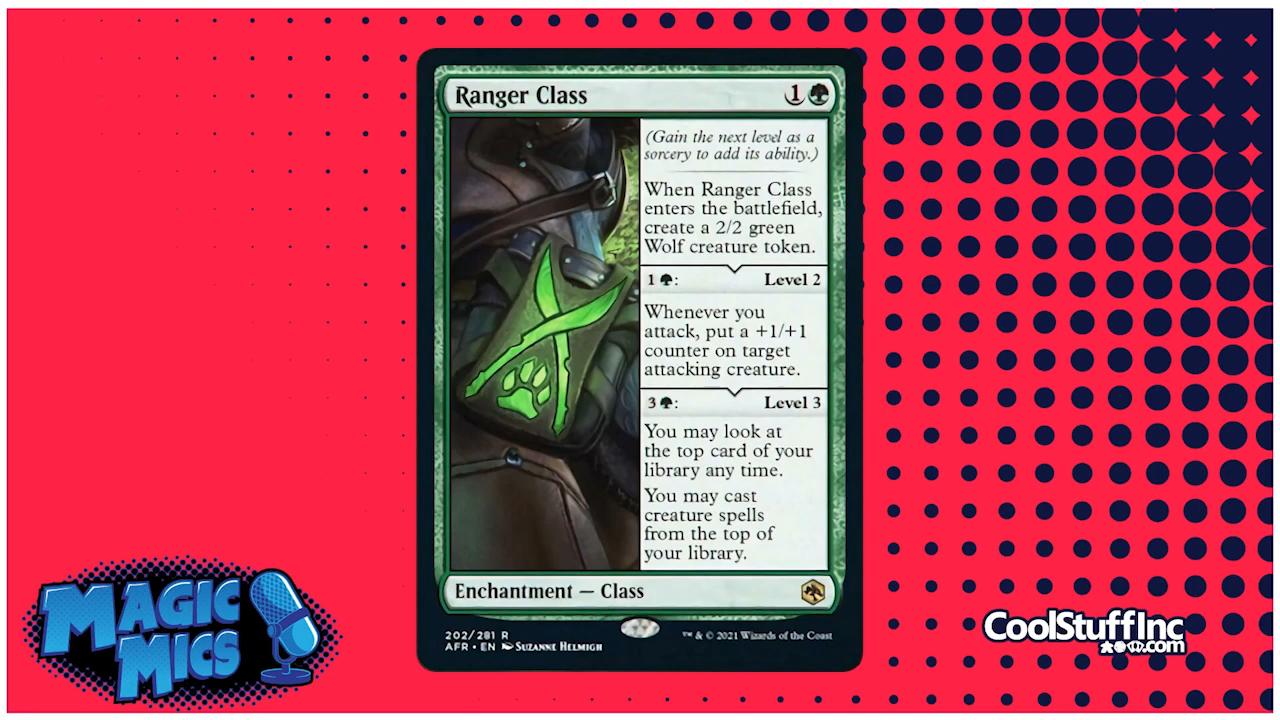 Ranger Class
1
(Gain the next level as a
sorcery to add its ability.)
When Ranger Class
enters the battlefield,
create a 2/2 green
Wolf creature token.
1 : Level 2
Whenever you
attack, put a +1/+1
counter on target
attacking creature.
3 : Level 3
You may look at
the top card of your
library any time.
You may cast
creature spells
from the top of
your library.
Enchantment — Class
202/281 R
AFR • EN SUZANNE HELMIGH
™ & © 2021 Wizards of the Coast
MAGIC
MICS
CoolStuffInc
.com